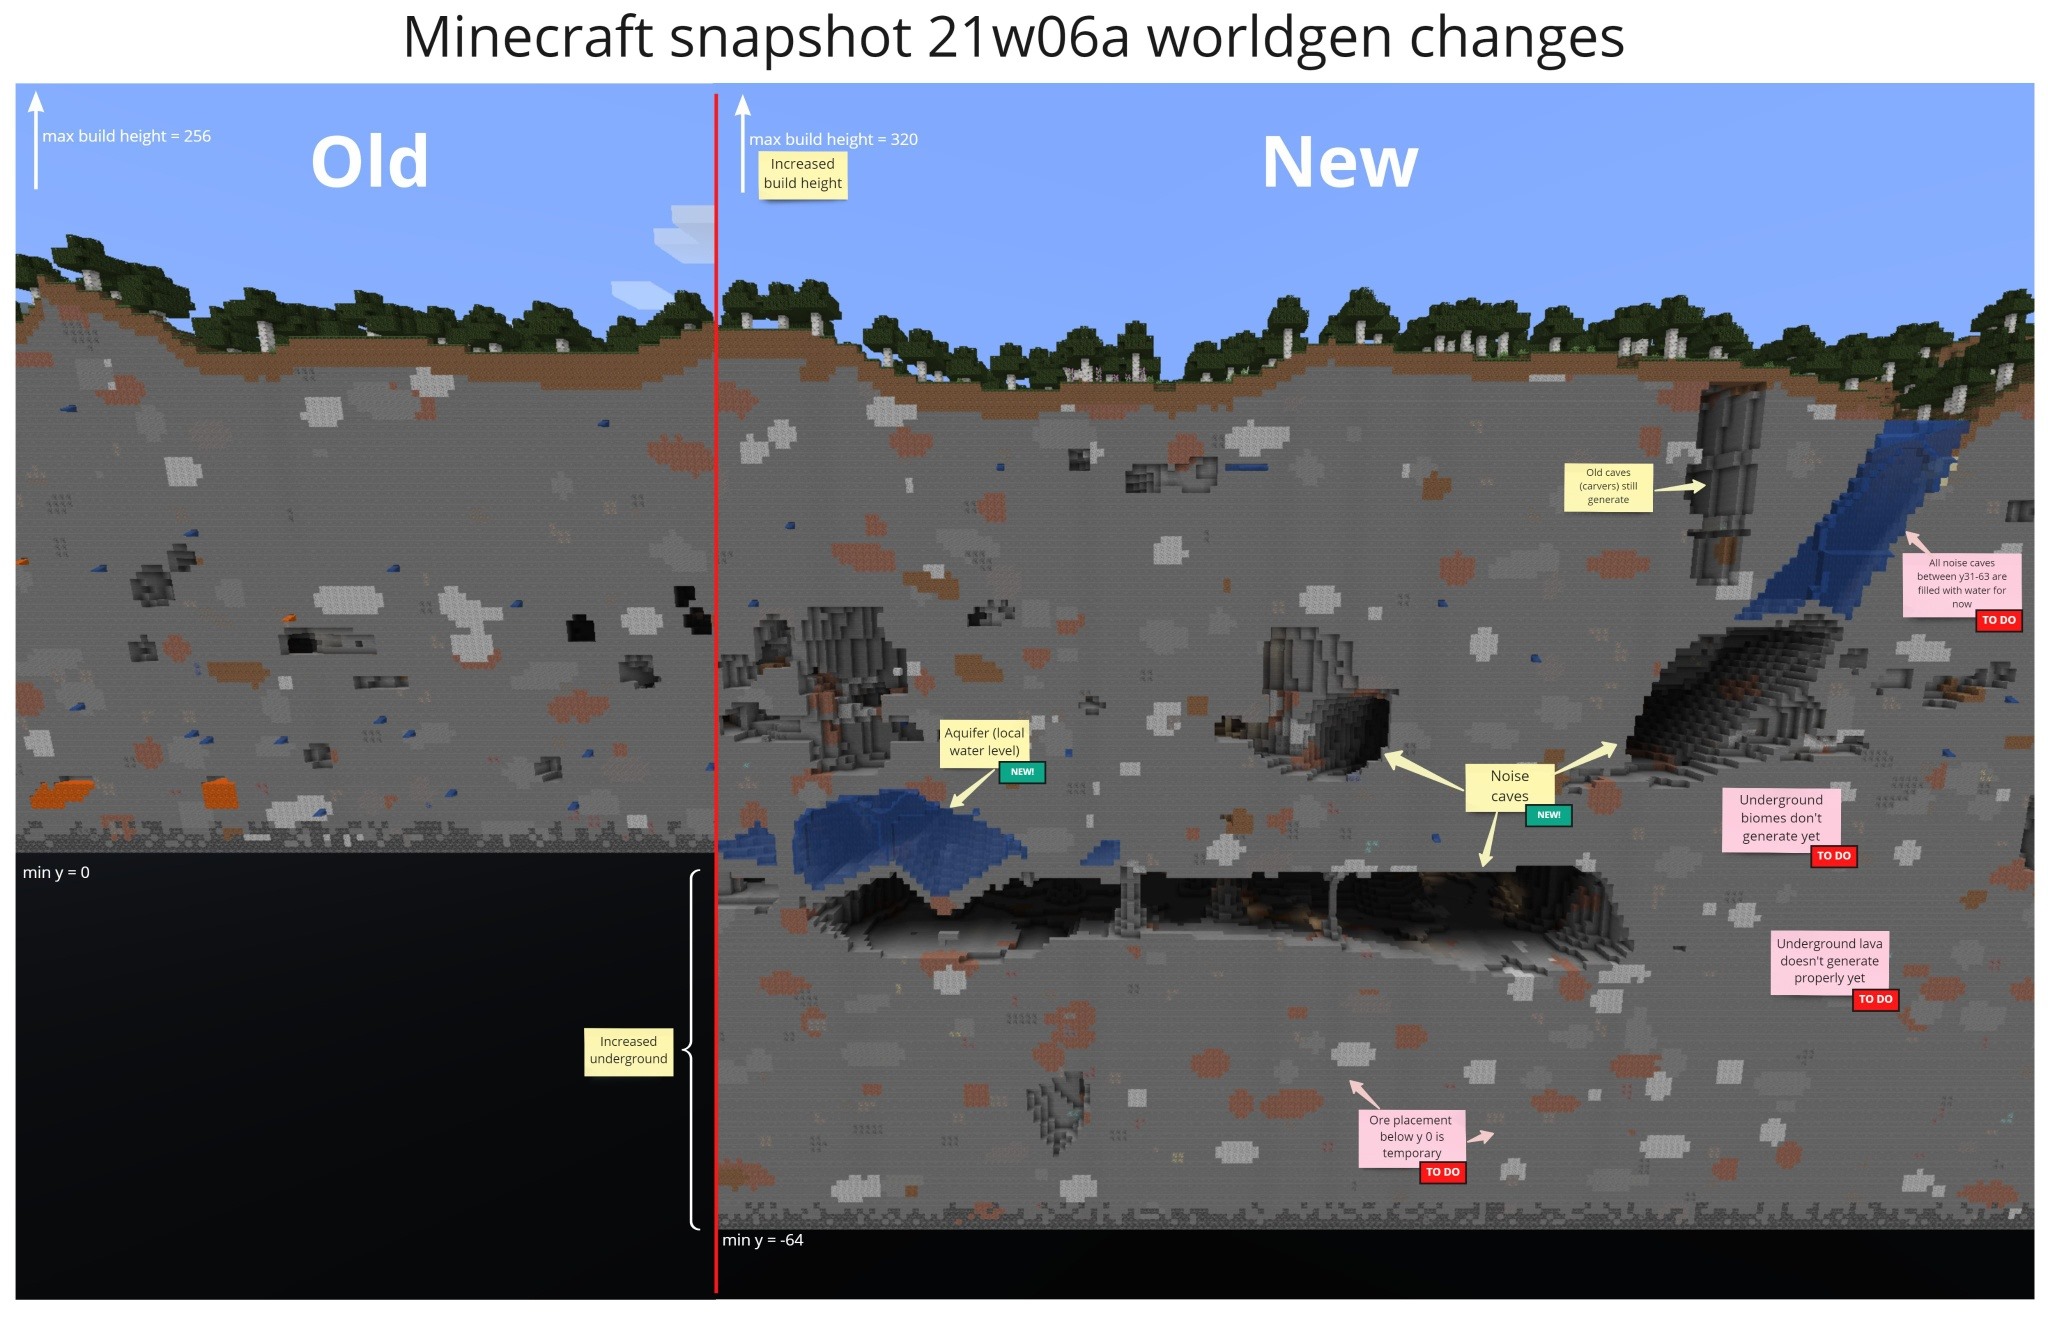 Minecraft snapshot 21w06a worldgen changes
max build height = 256
Old
min y = 0
Increased
underground
max build height = 320
Increased
build height
New
Old caves
(carvers) still
generate
All noise caves
between y31-63 are
filled with water for
now
TO DO
Aquifer (local
water level)
NEW!
Noise
caves
NEW!
Underground
biomes don't
generate yet
TO DO
Underground lava
doesn't generate
properly yet
TO DO
Ore placement
below y 0 is
temporary
TO DO
min y = -64